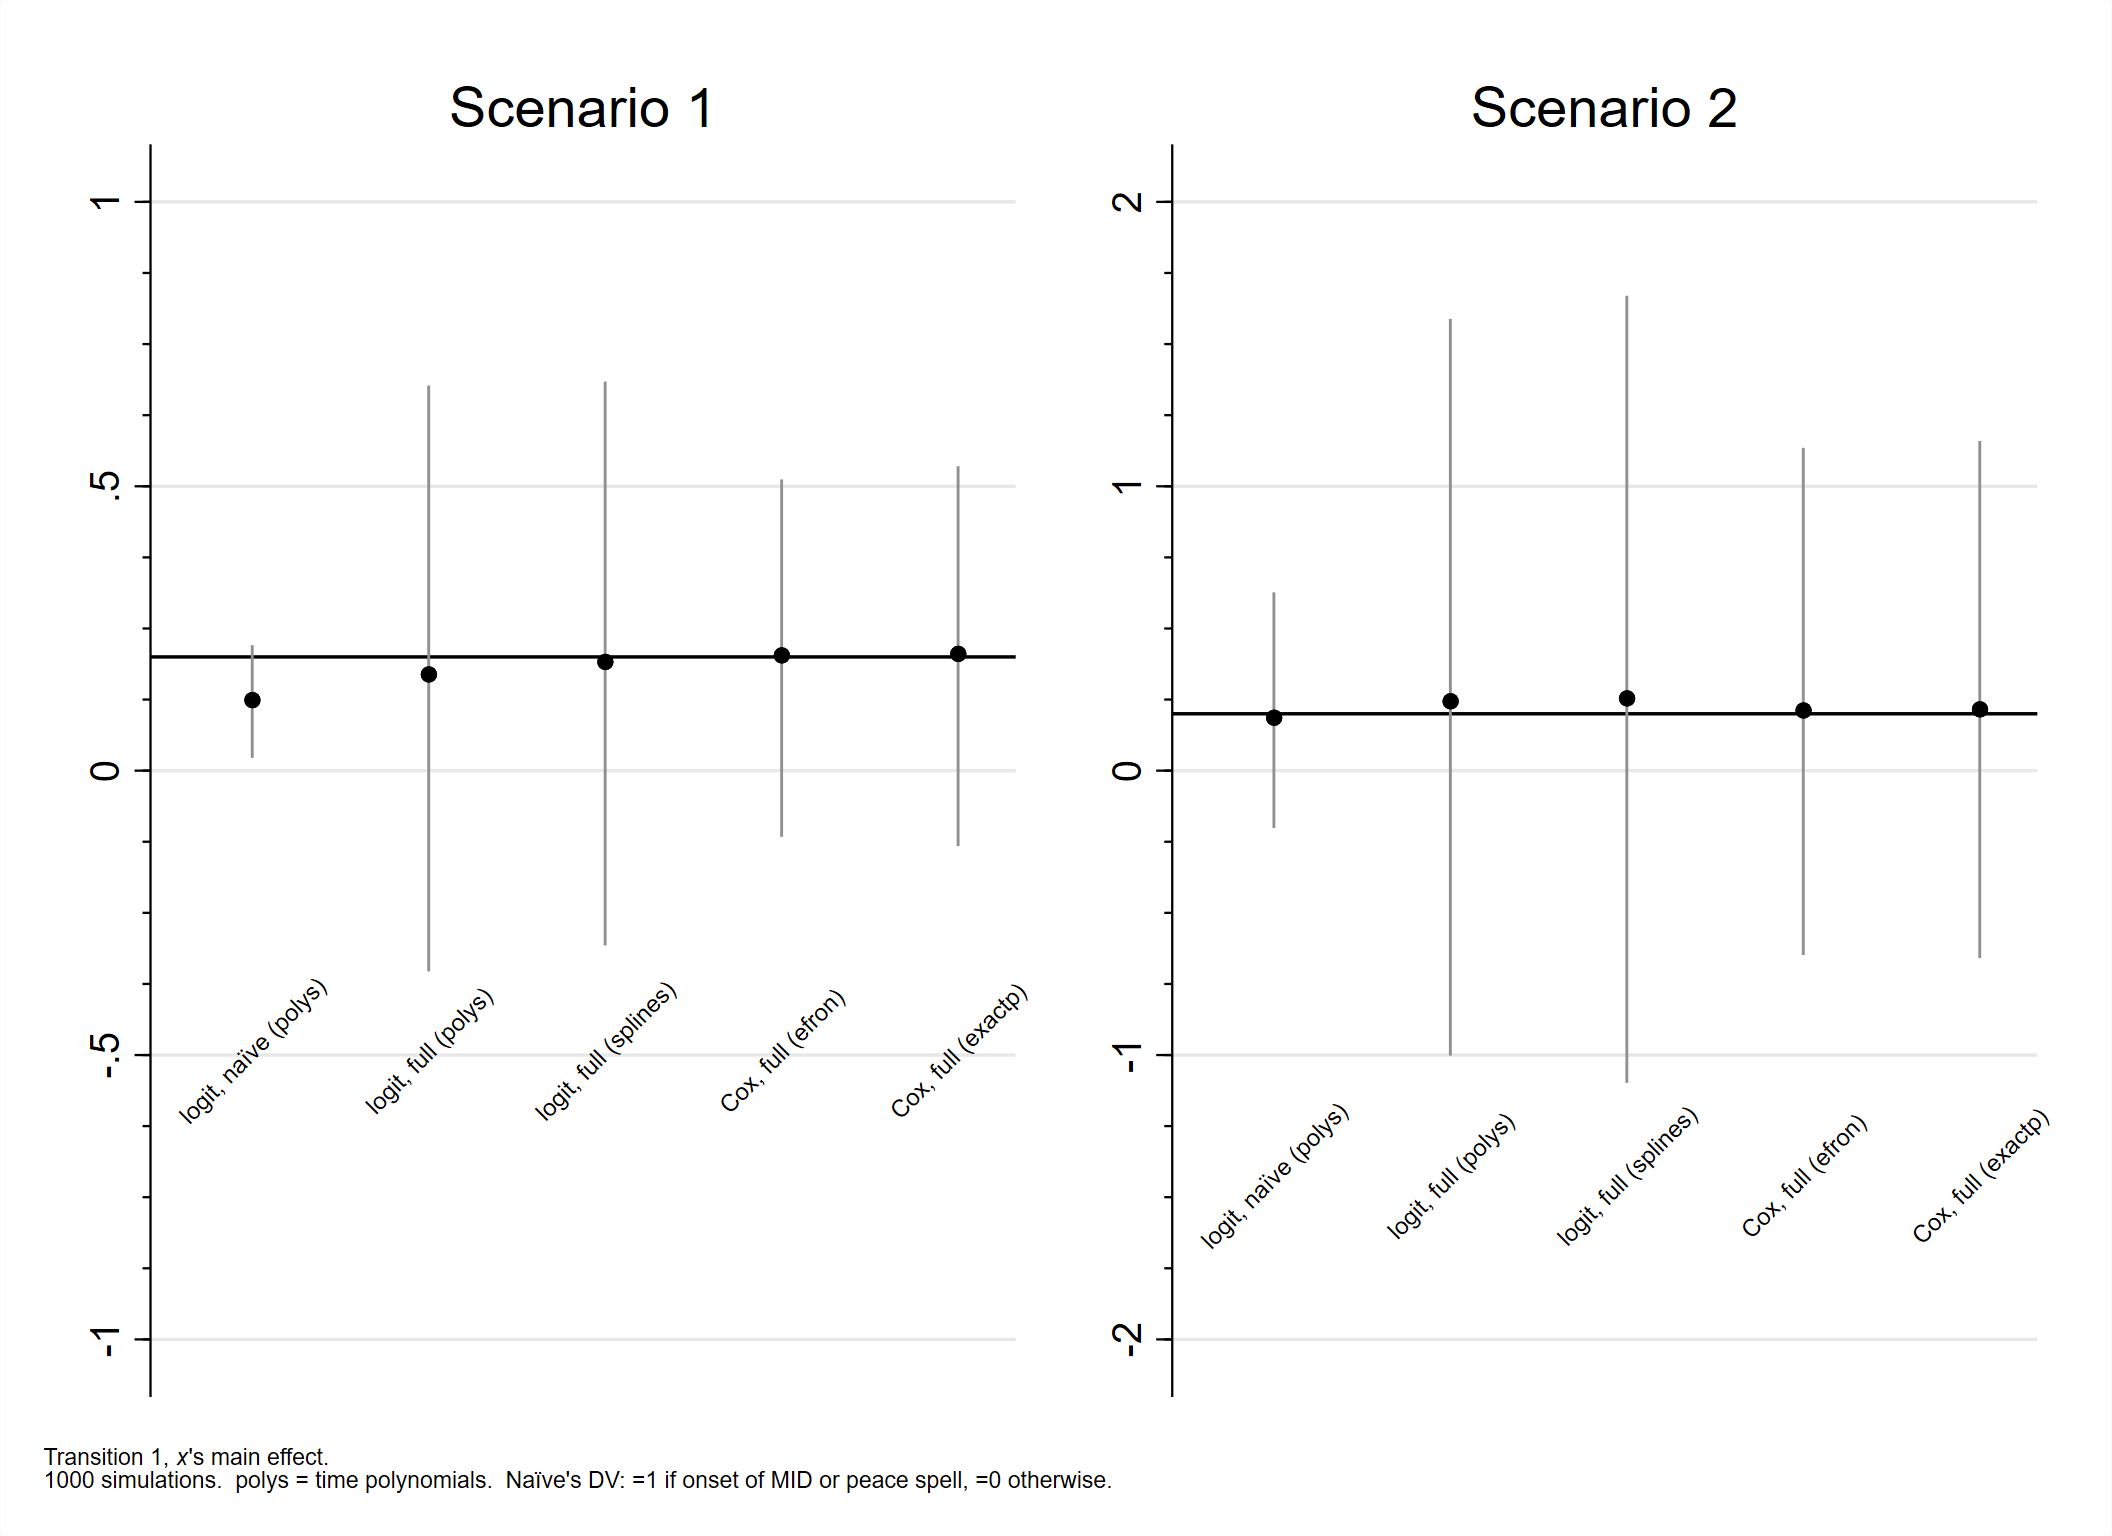 Scenario 1
1
.5
0
-.5
-1
logit, naïve (polys)
logit, full (polys)
logit, full (splines)
Cox, full (efron)
Cox, full (exactp)
Scenario 2
2
1
0
-1
-2
logit, naïve (polys)
logit, full (polys)
logit, full (splines)
Cox, full (efron)
Cox, full (exactp)
Transition 1, x's main effect.
1000 simulations.  polys = time polynomials.  Naïve's DV: =1 if onset of MID or peace spell, =0 otherwise.